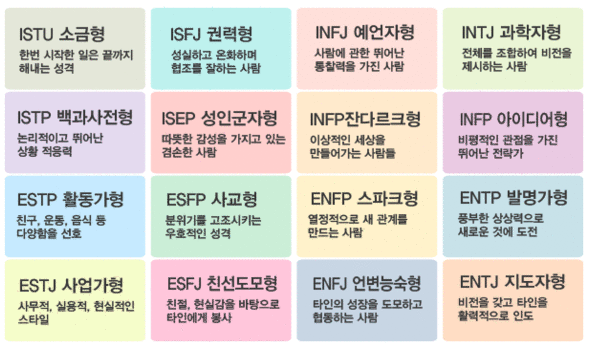 ISTU 소금형
한번 시작한 일은 끝까지
해내는 성격
ISFJ 권력형
성실하고 온화하며
협조를 잘하는 사람
INFJ 예언자형
사람에 관한 뛰어난
통찰력을 가진 사람
INTJ 과학자형
전체를 조합하여 비전을
제시하는 사람
ISTP 백과사전형
논리적이고 뛰어난
상황 적응력
ISEP 성인군자형
따뜻한 감성을 가지고 있는
겸손한 사람
INFP잔다르크형
이상적인 세상을
만들어가는 사람들
INFP 아이디어형
비평적인 관점을 가진
뛰어난 전략가
ESTP 활동가형
친구, 운동, 음식 등
다양함을 선호
ESFP 사교형
분위기를 고조시키는
우호적인 성격
ENFP 스파크형
열정적으로 새 관계를
만드는 사람
ENTP 발명가형
풍부한 상상력으로
새로운 것에 도전
ESTJ 사업가형
사무적, 실용적, 현실적인
스타일
ESFJ 친선도모형
친절, 현실감을 바탕으로
타인에게 봉사
ENFJ 언변능숙형
타인의 성장을 도모하고
협동하는 사람
ENTJ 지도자형
비전을 갖고 타인을
활력적으로 인도